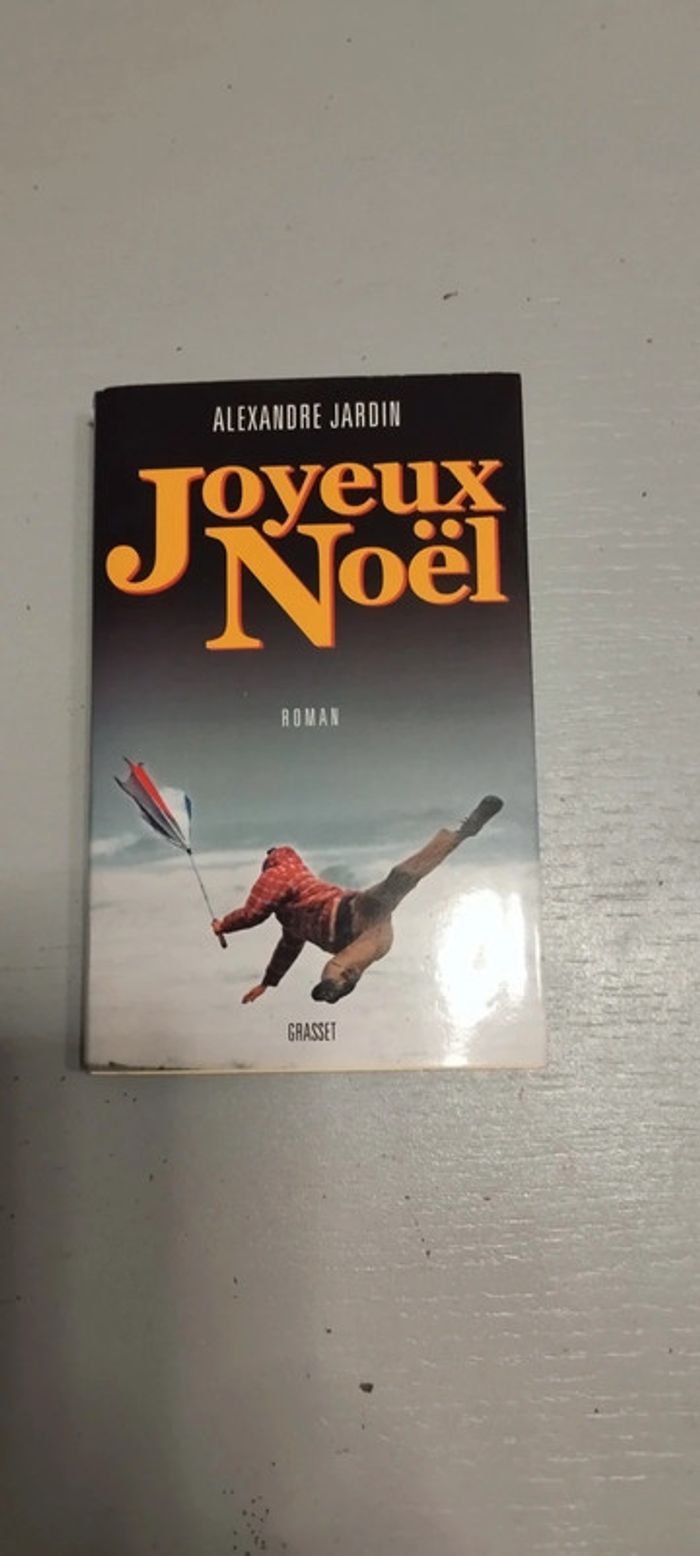 ALEXANDRE JARDIN
Joyeux
Noël
ROMAN
GRASSET